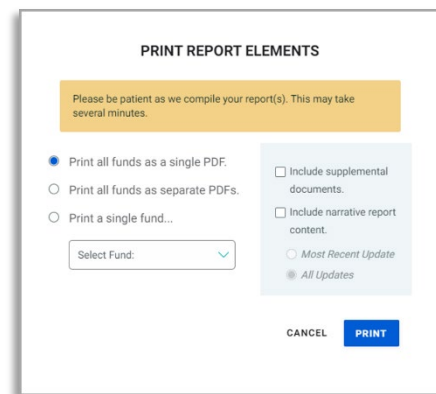 PRINT REPORT ELEMENTS
Please be patient as we compile your report(s). This may take
several minutes.
Print all funds as a single PDF.
Print all funds as separate PDFs.
Print a single fund...
Select Fund:
Include supplemental
documents.
Include narrative report
content.
Most Recent Update
All Updates
CANCEL
PRINT